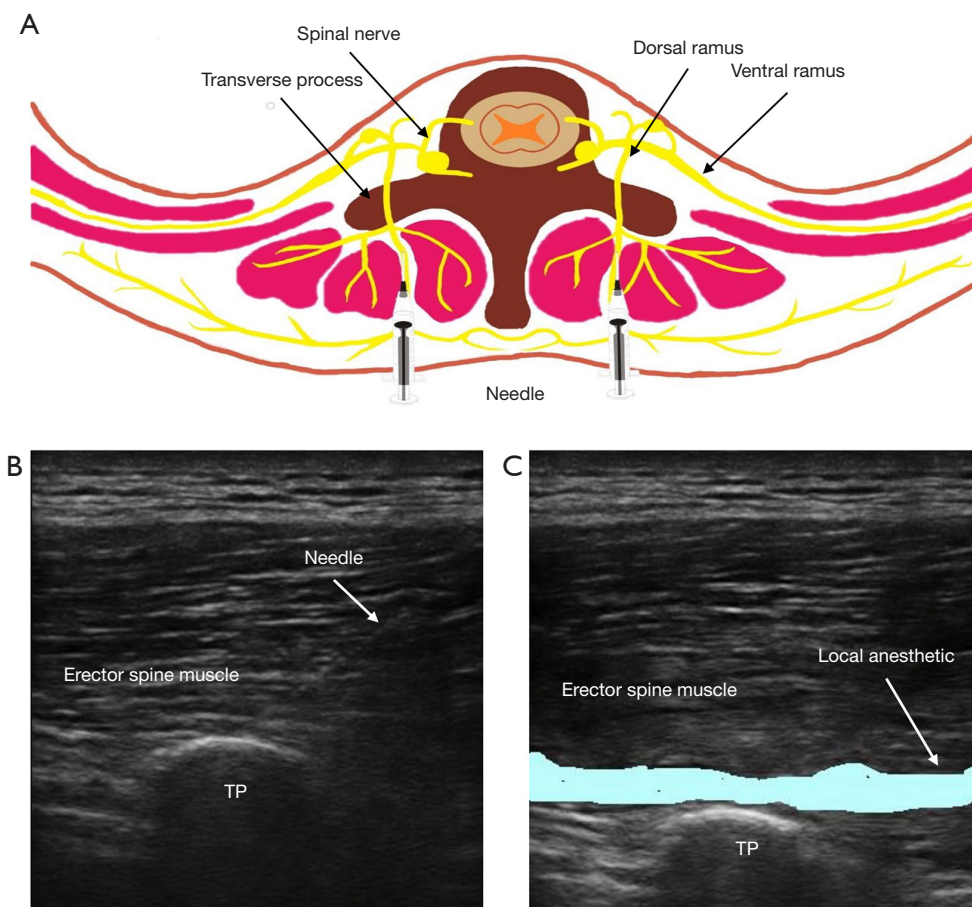 A
Spinal nerve
Dorsal ramus
Transverse process
Ventral ramus
Needle
B
Needle
Erector spine muscle
TP
C
Local anesthetic
Erector spine muscle
TP